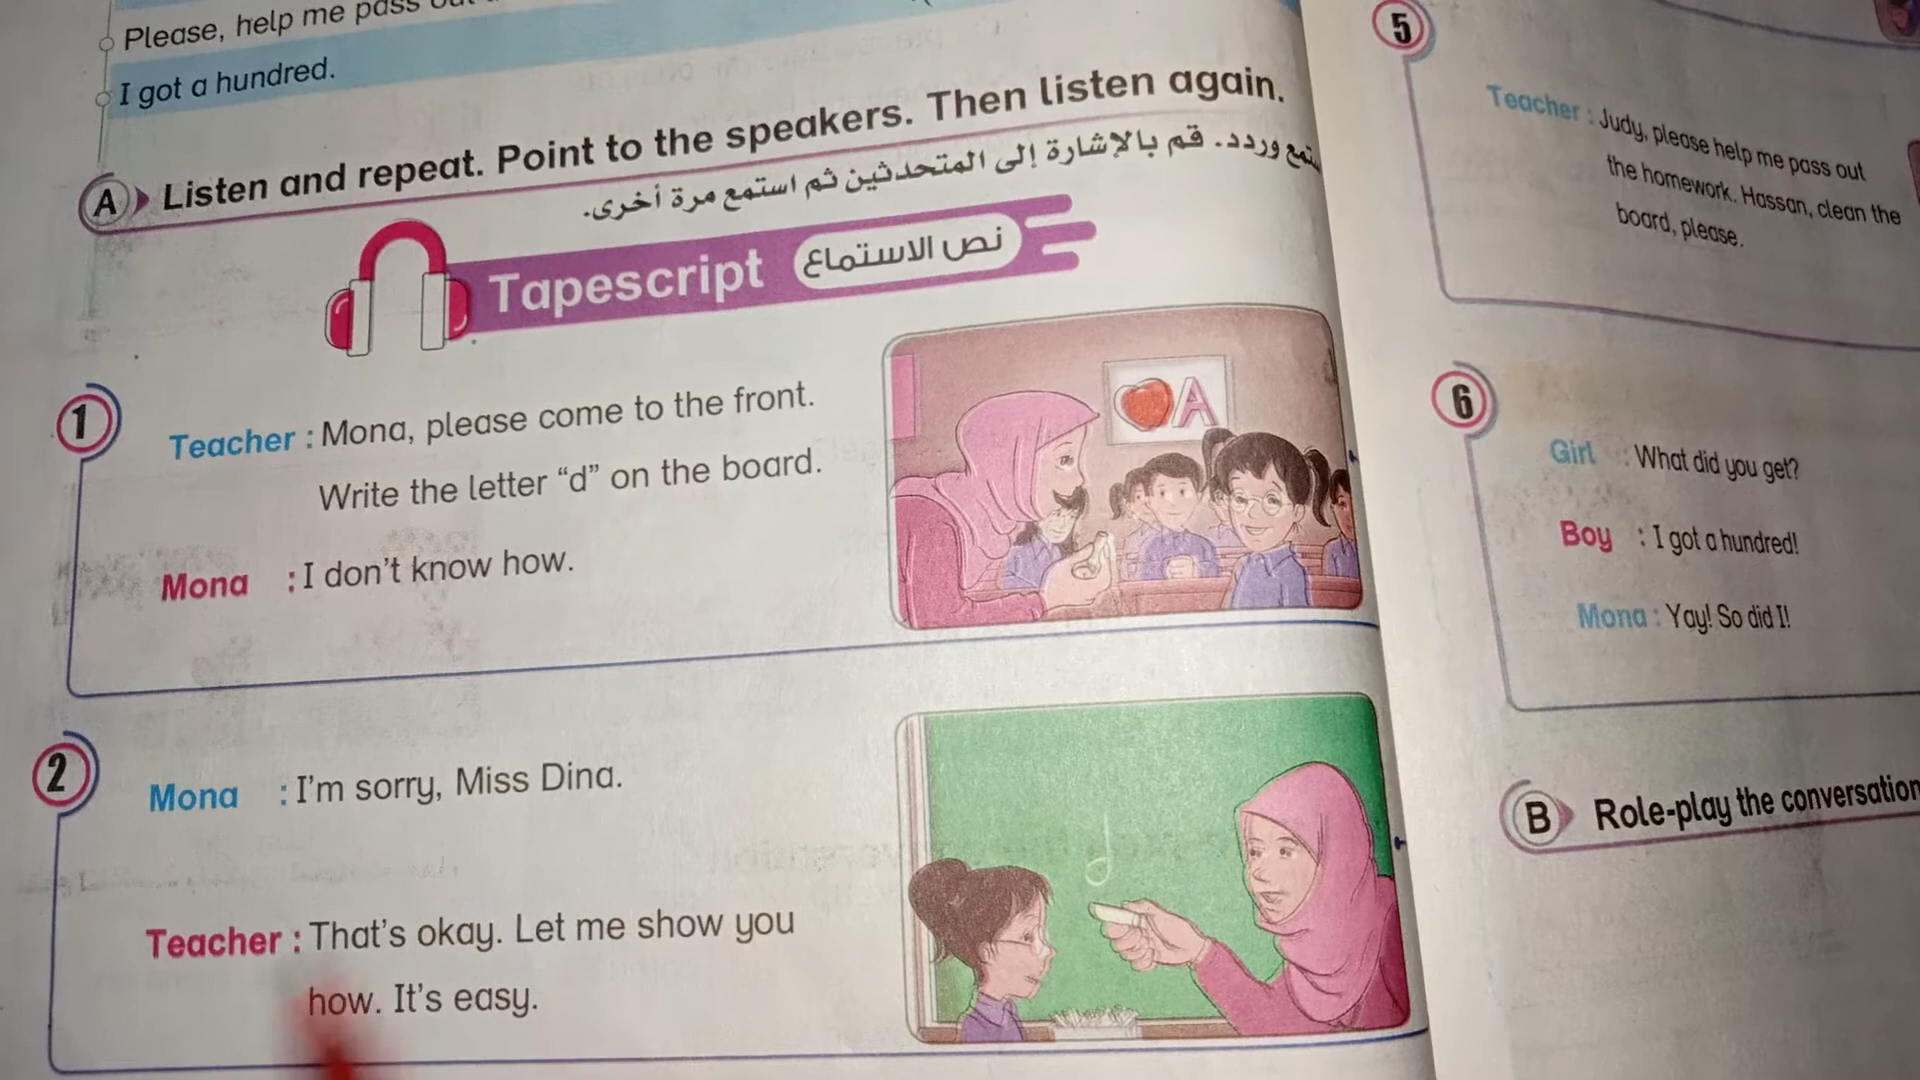 Please, help me pass
I got a hundred.
A Listen and repeat. Point to the speakers. Then listen again.
وردد. قم بالإشارة إلى المتحدثين ثم استمع مرة أخرى.
Tapescript نص الاستماع
1
Teacher : Mona, please come to the front.
Write the letter “d” on the board.
Mona : I don't know how.
A
2
Mona : I'm sorry, Miss Dina.
Teacher : That's okay. Let me show you
how. It's easy.
d
5
Teacher : Judy, please help me pass out
the homework. Hassan, clean the
board, please.
6
Girl : What did you get?
Boy : I got a hundred!
Mona : Yay! So did I!
B Role-play the conversation